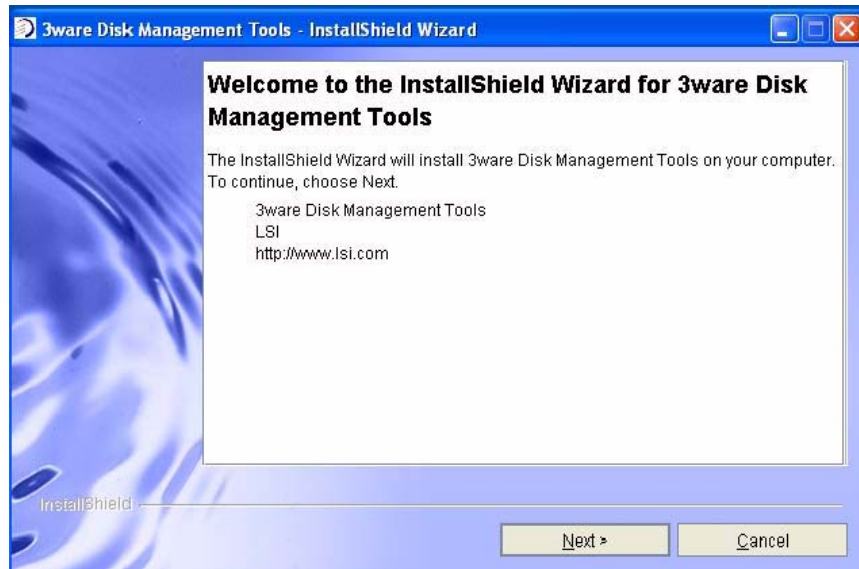 3ware Disk Management Tools - InstallShield Wizard
Welcome to the InstallShield Wizard for 3ware Disk
Management Tools
The InstallShield Wizard will install 3ware Disk Management Tools on your computer.
To continue, choose Next.
3ware Disk Management Tools
LSI
http://www.lsi.com
InstallShield
Next >
Cancel